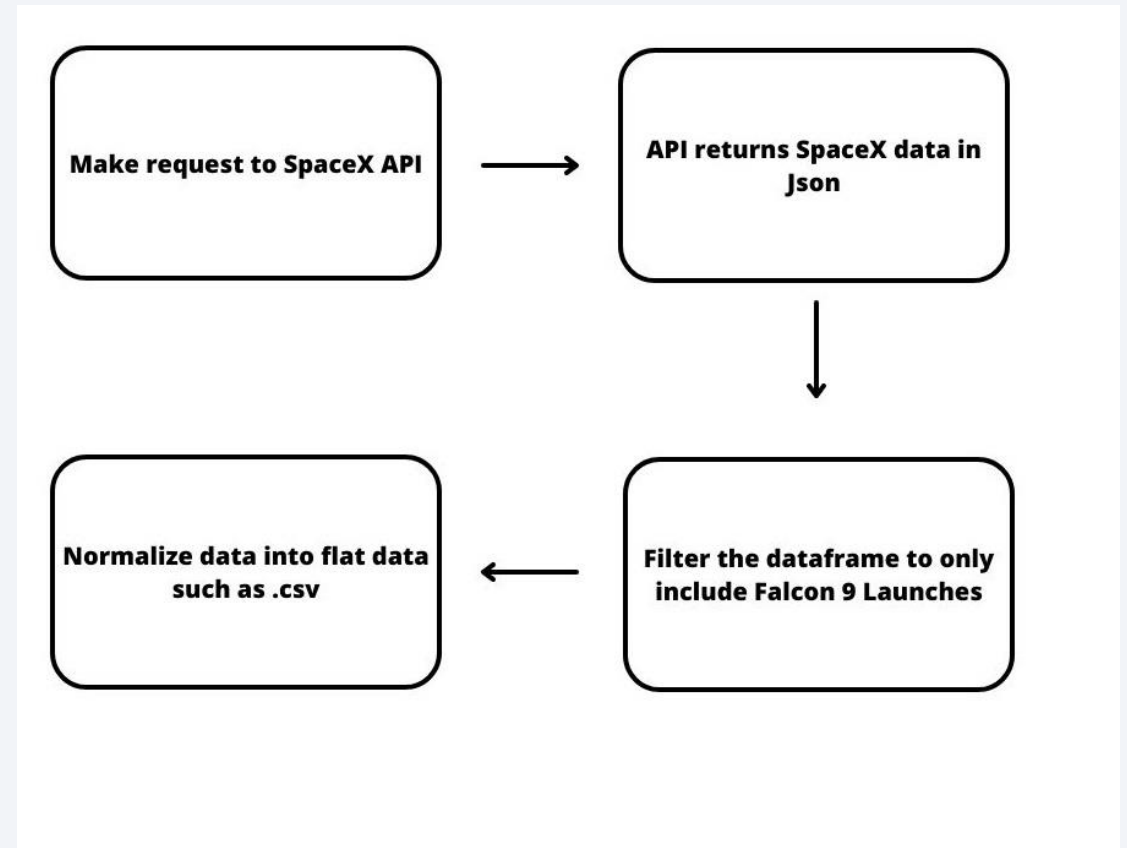 Make request to SpaceX API
API returns SpaceX data in
Json
Filter the dataframe to only
include Falcon 9 Launches
Normalize data into flat data
such as .csv